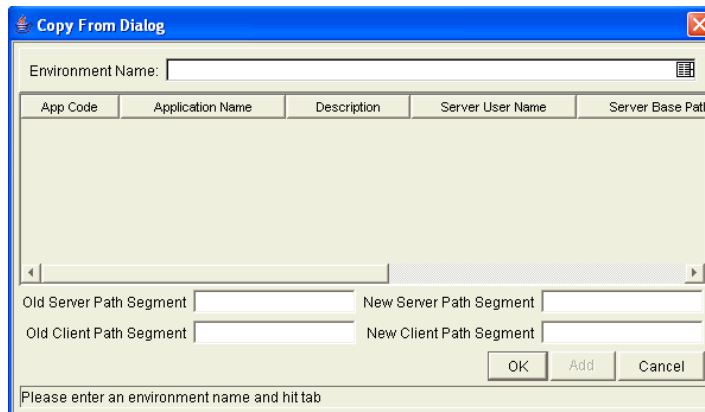 Copy From Dialog
Environment Name:
App Code Application Name Description Server User Name Server Base Pat
Old Server Path Segment New Server Path Segment
Old Client Path Segment New Client Path Segment
OK Add Cancel
Please enter an environment name and hit tab